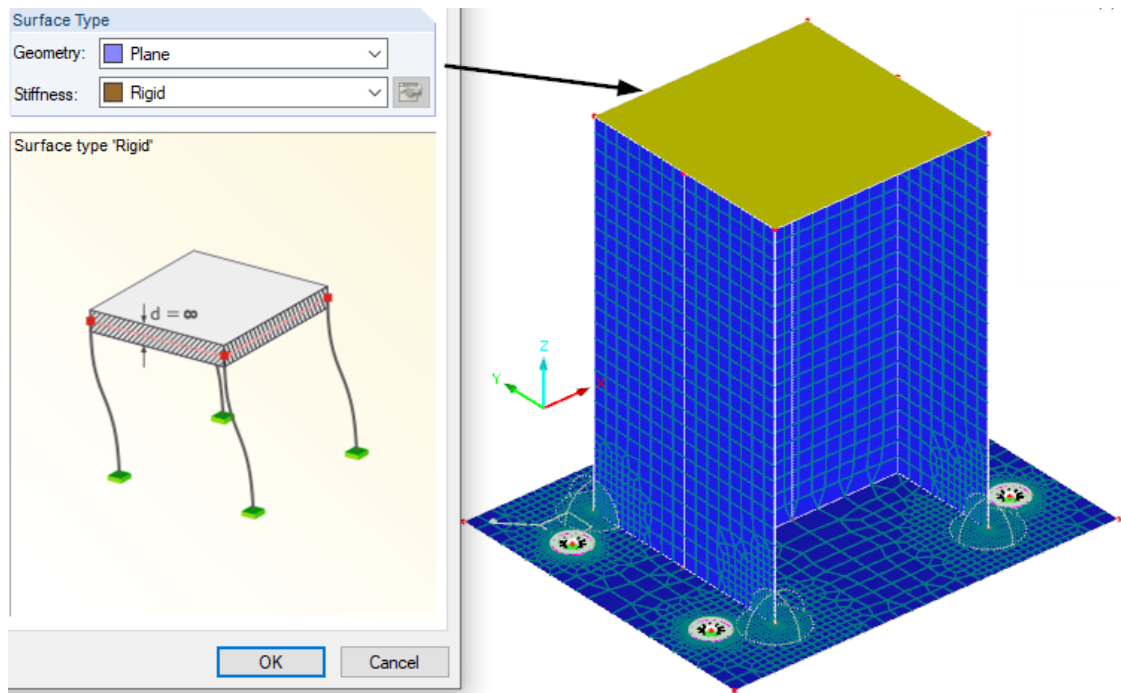 Surface Type
Geometry: Plane
Stiffness: Rigid
Surface type 'Rigid'
d = ∞
Z
Y
X
OK
Cancel